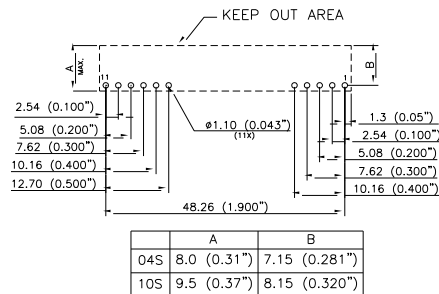 KEEP OUT AREA
A
MAX.
B
11
1
2.54 (0.100")
5.08 (0.200")
7.62 (0.300")
10.16 (0.400")
12.70 (0.500")
ø1.10 (0.043")
(11X)
1.3 (0.05")
2.54 (0.100")
5.08 (0.200")
7.62 (0.300")
10.16 (0.400")
48.26 (1.900")
A B
04S 8.0 (0.31") 7.15 (0.281")
10S 9.5 (0.37") 8.15 (0.320")